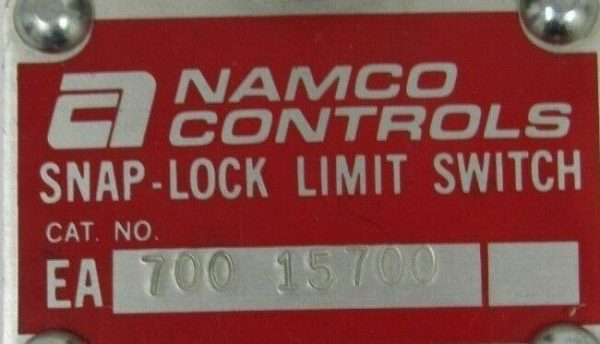 NAMCO
CONTROLS
SNAP-LOCK LIMIT SWITCH
CAT. NO.
EA 700 15700